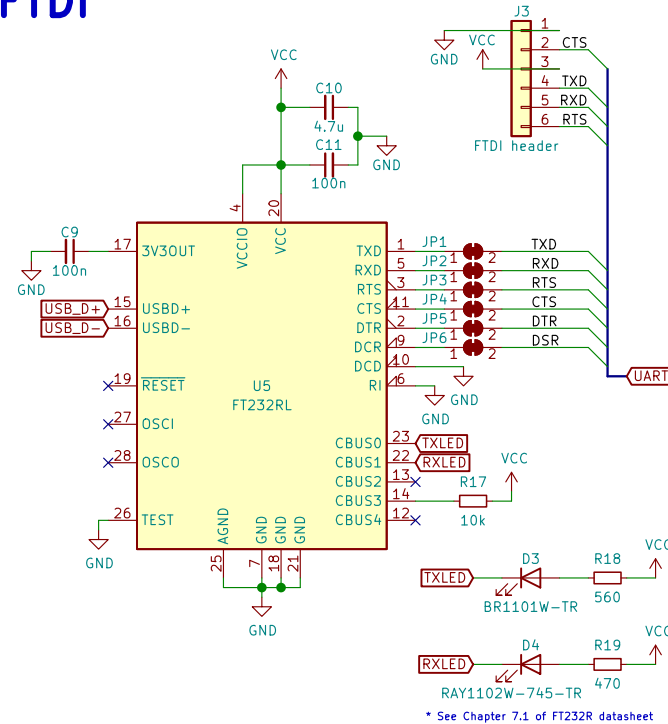 FTDI
J3
1
2 CTS
3
4 TXD
5 RXD
6 RTS
GND
VCC
FTDI header
VCC
C10
4.7u
C11
100n
GND
4
20
VCCIO
VCC
C9
100n
GND
17 3V3OUT
USB_D+ 15 USBD+
USB_D- 16 USBD-
19 RESET
27 OSCI
28 OSCO
26 TEST
GND
U5
FT232RL
TXD 1 JP1 1 2 TXD
RXD 5 JP2 1 2 RXD
RTS 3 JP3 1 2 RTS
CTS 11 JP4 1 2 CTS
DTR 2 JP5 1 2 DTR
DCR 9 JP6 1 2 DSR
DCD 10
RI 6
GND
GND
UART
CBUS0 23 TXLED
CBUS1 22 RXLED
CBUS2 13
CBUS3 14
CBUS4 12
R17
10k
VCC
AGND
GND
GND
GND
25
7
18
21
GND
TXLED
D3
BR1101W-TR
R18
560
VCC
RXLED
D4
RAY1102W-745-TR
R19
470
VCC
* See Chapter 7.1 of FT232R datasheet